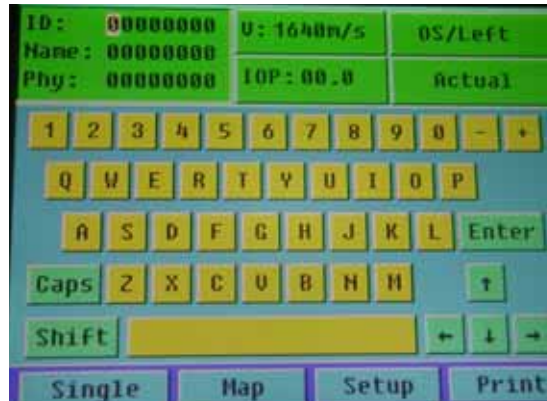 ID: 00000000 V:1640m/s OS/Left
Name: 00000000
Phy: 00000000 IOP:00.0 Actual
1 2 3 4 5 6 7 8 9 0 - +
Q W E R T Y U I O P
A S D F G H J K L Enter
Caps Z X C V B N M ↑
Shift ← ↓ →
Single Map Setup Print